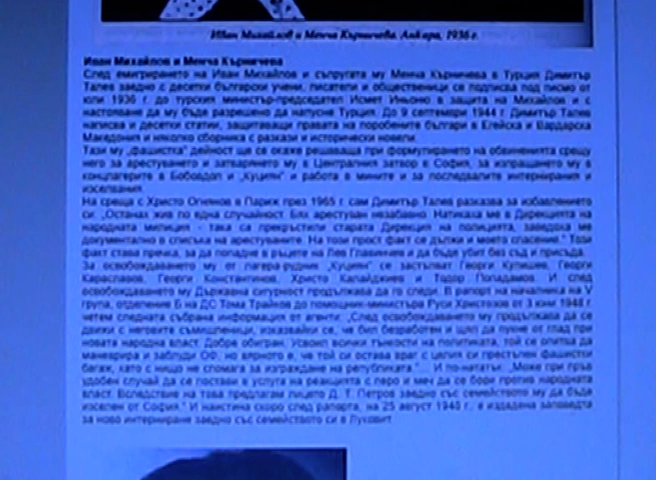 Иван Михайлов и Менча Кърничева. Анкара, 1936 г.
Иван Михайлов и Менча Кърничева
След емигрирането на Иван Михайлов и съпругата му Менча Кърничева в Турция Димитър
Талев заедно с десетки български учени, писатели и общественици се подписва под писмо от
юли 1936 г. до турския министър-председател Исмет Иньоню в защита на Михайлов и с
настояване да му бъде разрешено да напусне Турция. До 9 септември 1944 г. Димитър Талев
написва и десетки статии, защитаващи правата на поробените българи в Егейска и Вардарска
Македония и няколко сборника с разкази и исторически новели.
Тази му „фашистка" дейност ще се окаже решаваща при формулирането на обвиненията срещу
него за арестуването и затварянето му в Централния затвор в София, за изпращането му в
концлагерите в Бобовдол и „Куциян" и работа в мините и за последвалите интернирания и
изселвания.
На среща с Христо Огнянов в Париж през 1965 г. сам Димитър Талев разказва за избавлението
си: „Останах жив по една случайност. Бях арестуван незабавно. Натикаха ме в Дирекцията на
народната милиция - така са прекръстили старата Дирекция на полицията, заведоха ме
документално в списъка на арестуваните. На този прост факт се дължи и моето спасение." Този
факт става пречка, за да попадне в ръцете на Лев Главинчев и да бъде убит без съд и присъда.
За освобождаването му от лагера-рудник „Куциян" се застъпват Георги Кулишев, Георги
Караславов, Георги Константинов, Христо Калайджиев и Тодор Попадамов. И след
освобождаването му Държавна сигурност продължава да го следи. В рапорт на началника на V
група, отделение Б на ДС Тома Трайков до помощник-министъра Руси Христозов от 3 юни 1948 г.
четем следната събрана информация от агенти: „След освобождаването му продължава да се
движи с неговите съмишленици, изказвайки се, че бил безработен и щял да пукне от глад при
новата народна власт. Добре обигран. Усвоил всички тънкости на политиката, той се опитва да
маневрира и заблуди ОФ, но вярното е, че той си остава враг с целия си престъпен фашистки
багаж, като с нищо не спомага за изграждане на републиката."... И по-нататък: „Може при пръв
удобен случай да се постави в услуга на реакцията с перо и меч да се бори против народната
власт. Вследствие на това предлагам лицето Д. Т. Петров заедно със семейството му да бъде
изселен от София." И наистина скоро след рапорта, на 25 август 1948 г., е издадена заповедта
за ново интерниране заедно със семейството си в Луковит.